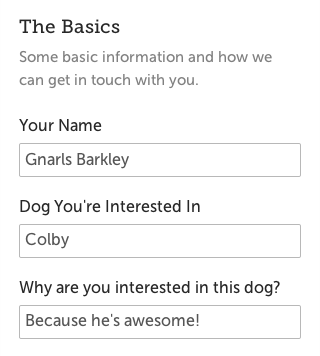 The Basics
Some basic information and how we
can get in touch with you.
Your Name
Gnarls Barkley
Dog You're Interested In
Colby
Why are you interested in this dog?
Because he's awesome!